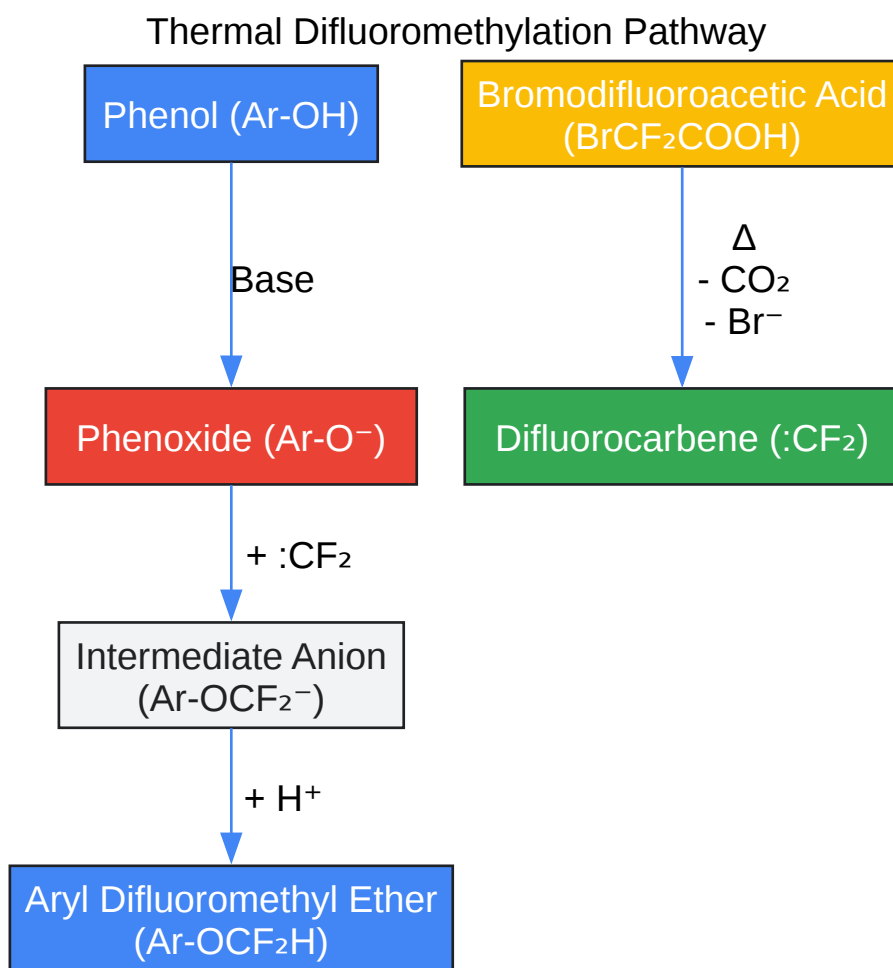 Thermal Difluoromethylation Pathway
Phenol (Ar-OH)
Bromodifluoroacetic Acid
(BrCF₂COOH)
Base
Δ
- CO₂
- Br⁻
Phenoxide (Ar-O⁻)
Difluorocarbene (:CF₂)
+ :CF₂
Intermediate Anion
(Ar-OCF₂⁻)
+ H⁺
Aryl Difluoromethyl Ether
(Ar-OCF₂H)